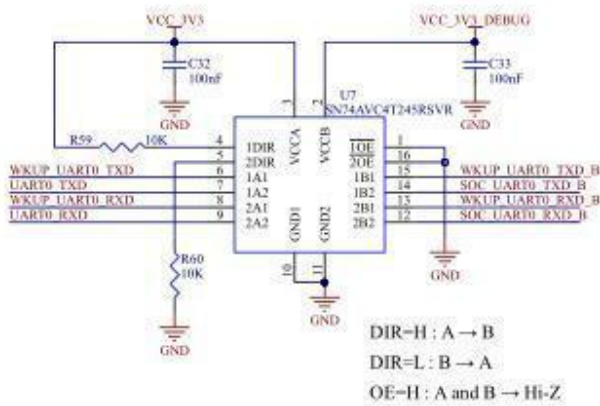 VCC_3V3
VCC_3V3_DEBUG
C32
100nF
C33
100nF
GND
GND
U7
SN74AVC4T245RSVR
3
2
VCCA
VCCB
R59
10K
4
1DIR
1OE
1
5
2DIR
2OE
16
WKUP_UART0_TXD
6
1A1
1B1
15
WKUP_UART0_TXD_B
UART0_TXD
7
1A2
1B2
14
SOC_UART0_TXD_B
WKUP_UART0_RXD
8
2A1
2B1
13
WKUP_UART0_RXD_B
UART0_RXD
9
2A2
2B2
12
SOC_UART0_RXD_B
GND1
GND2
10
11
R60
10K
GND
GND
GND
DIR=H : A → B
DIR=L : B → A
OE=H : A and B → Hi-Z